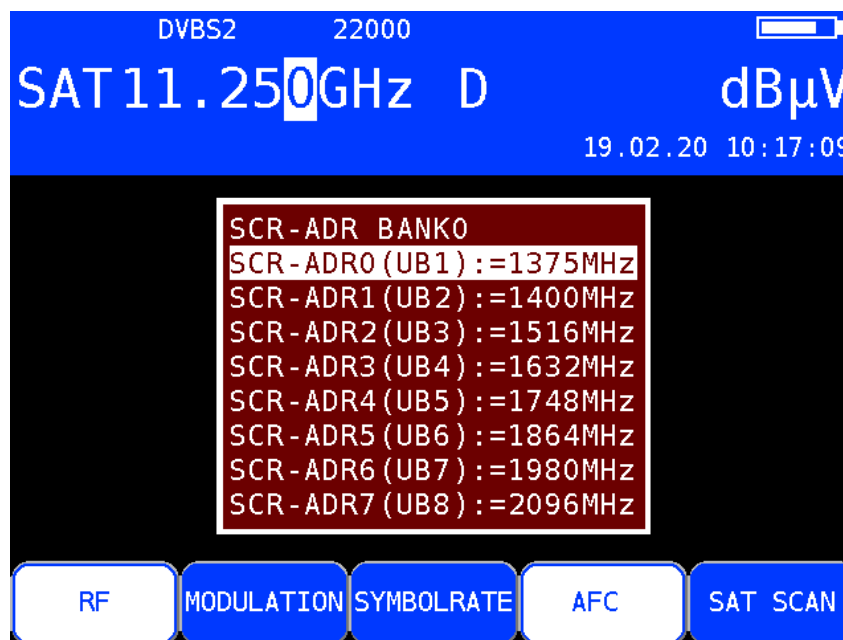 DVBS2 22000
SAT11.250GHz D dBµV
19.02.20 10:17:09
SCR-ADR BANK0
SCR-ADR0(UB1):=1375MHz
SCR-ADR1(UB2):=1400MHz
SCR-ADR2(UB3):=1516MHz
SCR-ADR3(UB4):=1632MHz
SCR-ADR4(UB5):=1748MHz
SCR-ADR5(UB6):=1864MHz
SCR-ADR6(UB7):=1980MHz
SCR-ADR7(UB8):=2096MHz
RF MODULATION SYMBOLRATE AFC SAT SCAN